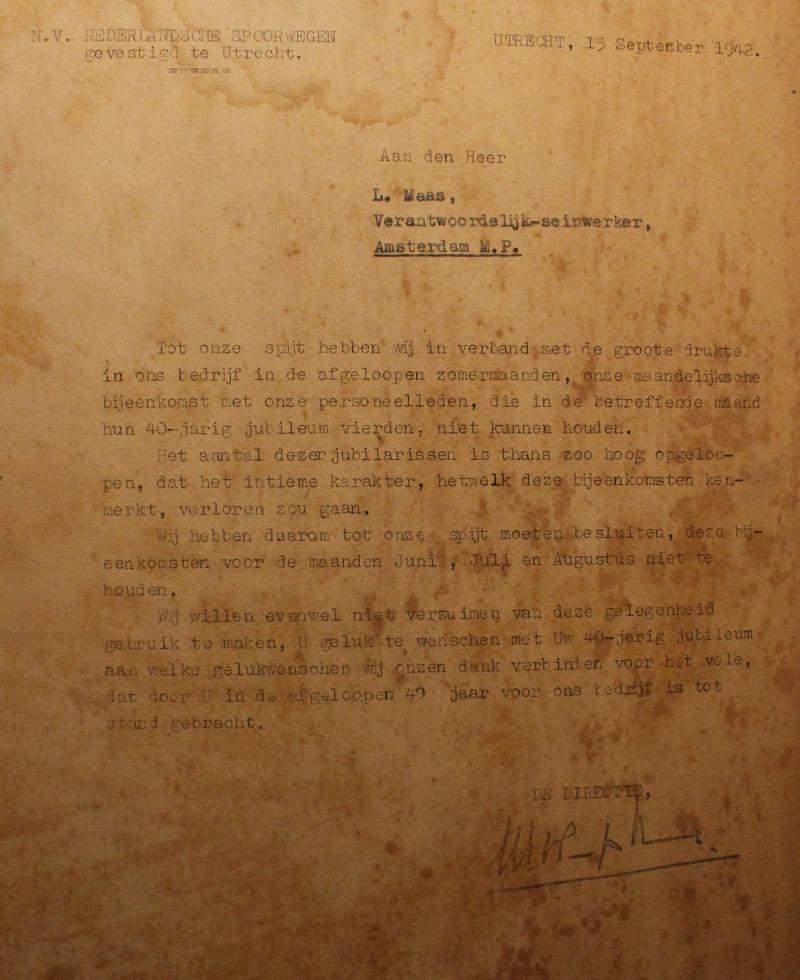 N.V. NEDERLANDSCHE SPOORWEGEN
gevestigd te Utrecht.
======
UTRECHT, 15 September 1942.
Aan den Heer
L. Maas,
Verantwoordelijk-seinwerker,
Amsterdam M.P.
Tot onze spijt hebben wij in verband met de groote drukte
in ons bedrijf in de afgeloopen zomermaanden, onze maandelijksche
bijeenkomst met onze personeelleden, die in de betreffende maand
hun 40-jarig jubileum vierden, niet kunnen houden.
Het aantal dezer jubilarissen is thans zoo hoog opgeloo-
pen, dat het intieme karakter, hetwelk deze bijeenkomsten ken-
merkt, verloren zou gaan.
Wij hebben daarom tot onze spijt moeten besluiten, deze bij-
eenkomsten voor de maanden Juni, Juli en Augustus niet te
houden.
Wij willen evenwel niet verzuimen van deze gelegenheid
gebruik te maken, U geluk te wenschen met Uw 40-jarig jubileum
aan welke gelukwenschen wij onzen dank verbinden voor het vele,
dat door U in de afgeloopen 40 jaar voor ons bedrijf is tot
stand gebracht.
DE DIRECTIE,